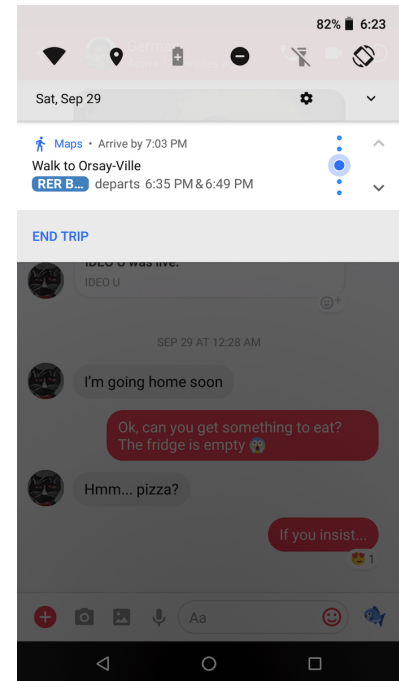 82% 6:23
Sat, Sep 29
Maps • Arrive by 7:03 PM
Walk to Orsay-Ville
RER B... departs 6:35 PM & 6:49 PM
END TRIP
IDEO U was live.
IDEO U
SEP 29 AT 12:28 AM
I'm going home soon
Ok, can you get something to eat?
The fridge is empty 😱
Hmm... pizza?
If you insist...
😍 1
Aa